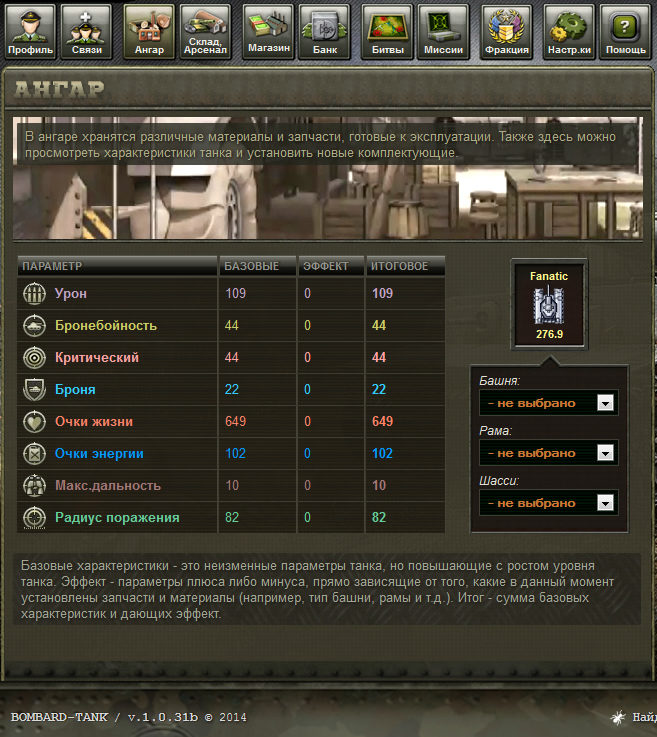 Профиль Связи Ангар Склад, Арсенал Магазин Банк Битвы Миссии Фракция Настр.ки Помощь
АНГАР
В ангаре хранятся различные материалы и запчасти, готовые к эксплуатации. Также здесь можно
просмотреть характеристики танка и установить новые комплектующие.
ПАРАМЕТР БАЗОВЫЕ ЭФФЕКТ ИТОГОВОЕ
Урон 109 0 109
Бронебойность 44 0 44
Критический 44 0 44
Броня 22 0 22
Очки жизни 649 0 649
Очки энергии 102 0 102
Макс.дальность 10 0 10
Радиус поражения 82 0 82
Fanatic
276.9
Башня:
- не выбрано
Рама:
- не выбрано
Шасси:
- не выбрано
Базовые характеристики - это неизменные параметры танка, но повышающие с ростом уровня
танка. Эффект - параметры плюса либо минуса, прямо зависящие от того, какие в данный момент
установлены запчасти и материалы (например, тип башни, рамы и т.д.). Итог - сумма базовых
характеристик и дающих эффект.
BOMBARD-TANK / v.1.0.31b © 2014